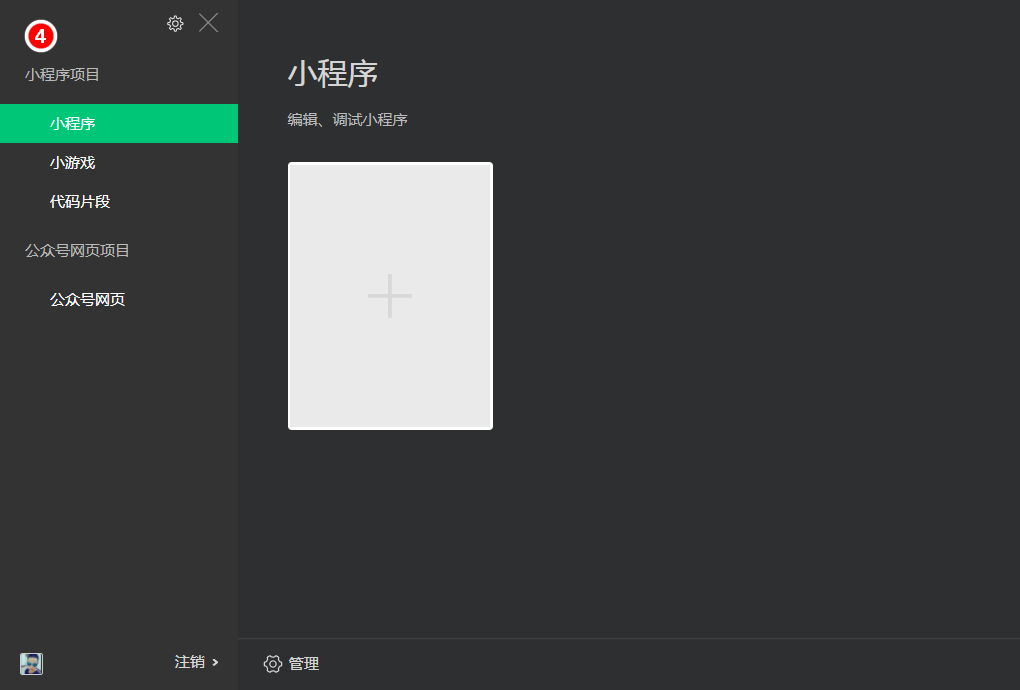 4
小程序项目
小程序
小游戏
代码片段
公众号网页项目
公众号网页
注销
小程序
编辑、调试小程序
管理